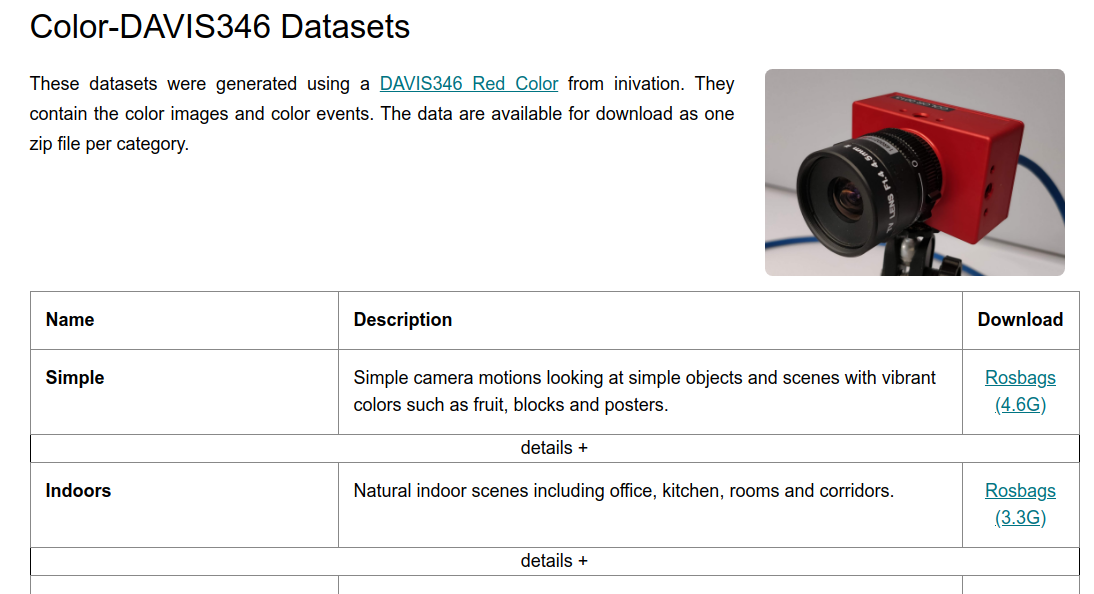 Color-DAVIS346 Datasets
These datasets were generated using a DAVIS346 Red Color from inivation. They
contain the color images and color events. The data are available for download as one
zip file per category.
LENS F1.4 4.5mm
Name Description Download
Simple Simple camera motions looking at simple objects and scenes with vibrant Rosbags
colors such as fruit, blocks and posters. (4.6G)
details +
Indoors Natural indoor scenes including office, kitchen, rooms and corridors. Rosbags
(3.3G)
details +